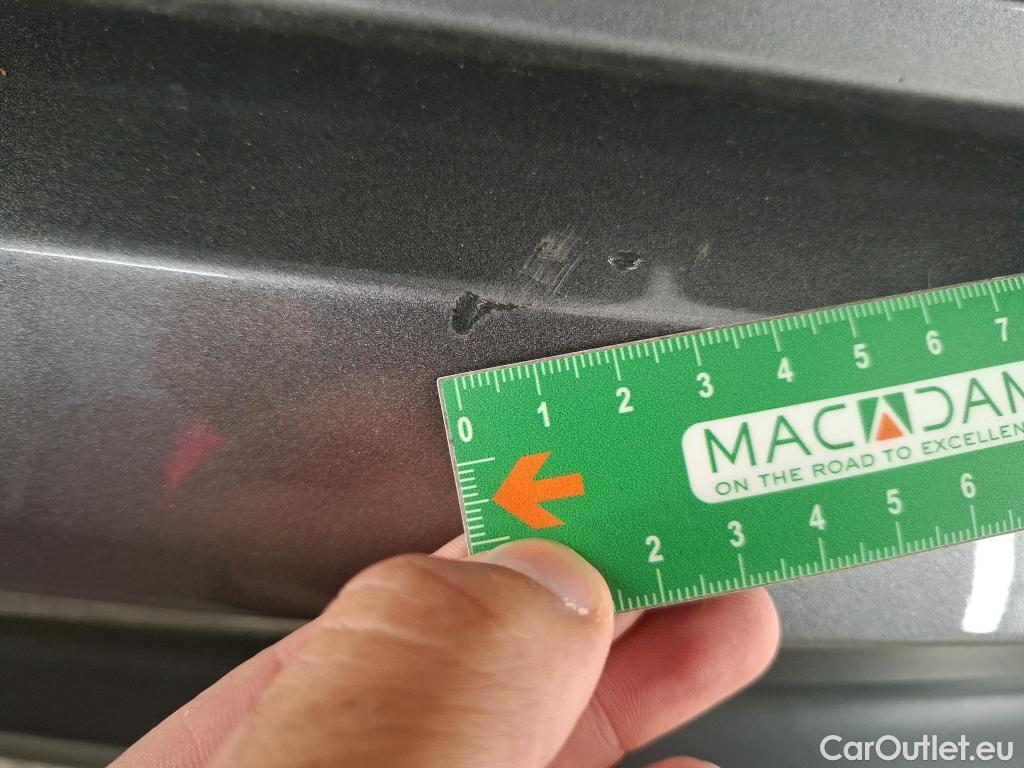 0 1 2 3 4 5 6 7
MACADAM
ON THE ROAD TO
2 3 4 5 6
CarOutlet.eu